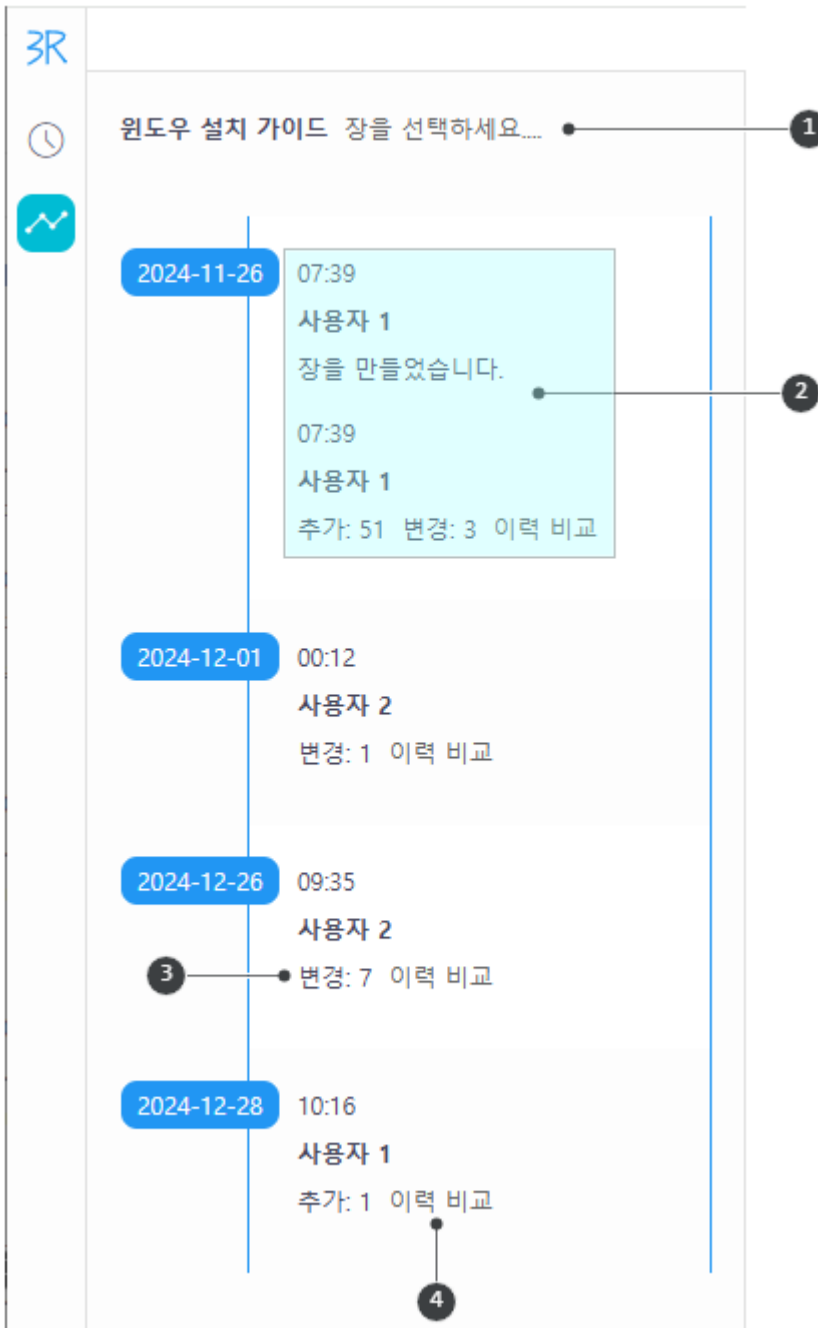 3R
윈도우 설치 가이드 장을 선택하세요....
1
2024-11-26 07:39
사용자 1
장을 만들었습니다.
2
07:39
사용자 1
추가: 51 변경: 3 이력 비교
2024-12-01 00:12
사용자 2
변경: 1 이력 비교
2024-12-26 09:35
사용자 2
3
변경: 7 이력 비교
2024-12-28 10:16
사용자 1
추가: 1 이력 비교
4